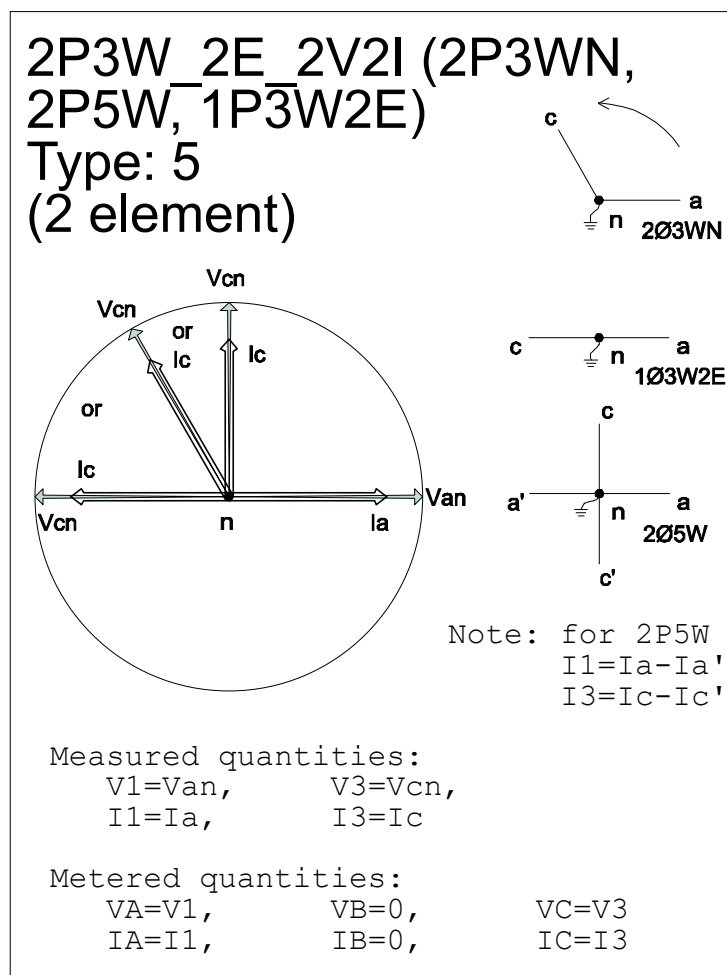 2P3W_2E_2V2I (2P3WN,
2P5W, 1P3W2E)
Type: 5
(2 element)
c
a
n
2Ø3WN
Vcn
Vcn
or
Ic
Ic
or
Ic
Vcn
n
Ia
Van
c
n
a
1Ø3W2E
c
a'
n
a
2Ø5W
c'
Note: for 2P5W
I1=Ia-Ia'
I3=Ic-Ic'
Measured quantities:
V1=Van, V3=Vcn,
I1=Ia, I3=Ic
Metered quantities:
VA=V1, VB=0, VC=V3
IA=I1, IB=0, IC=I3